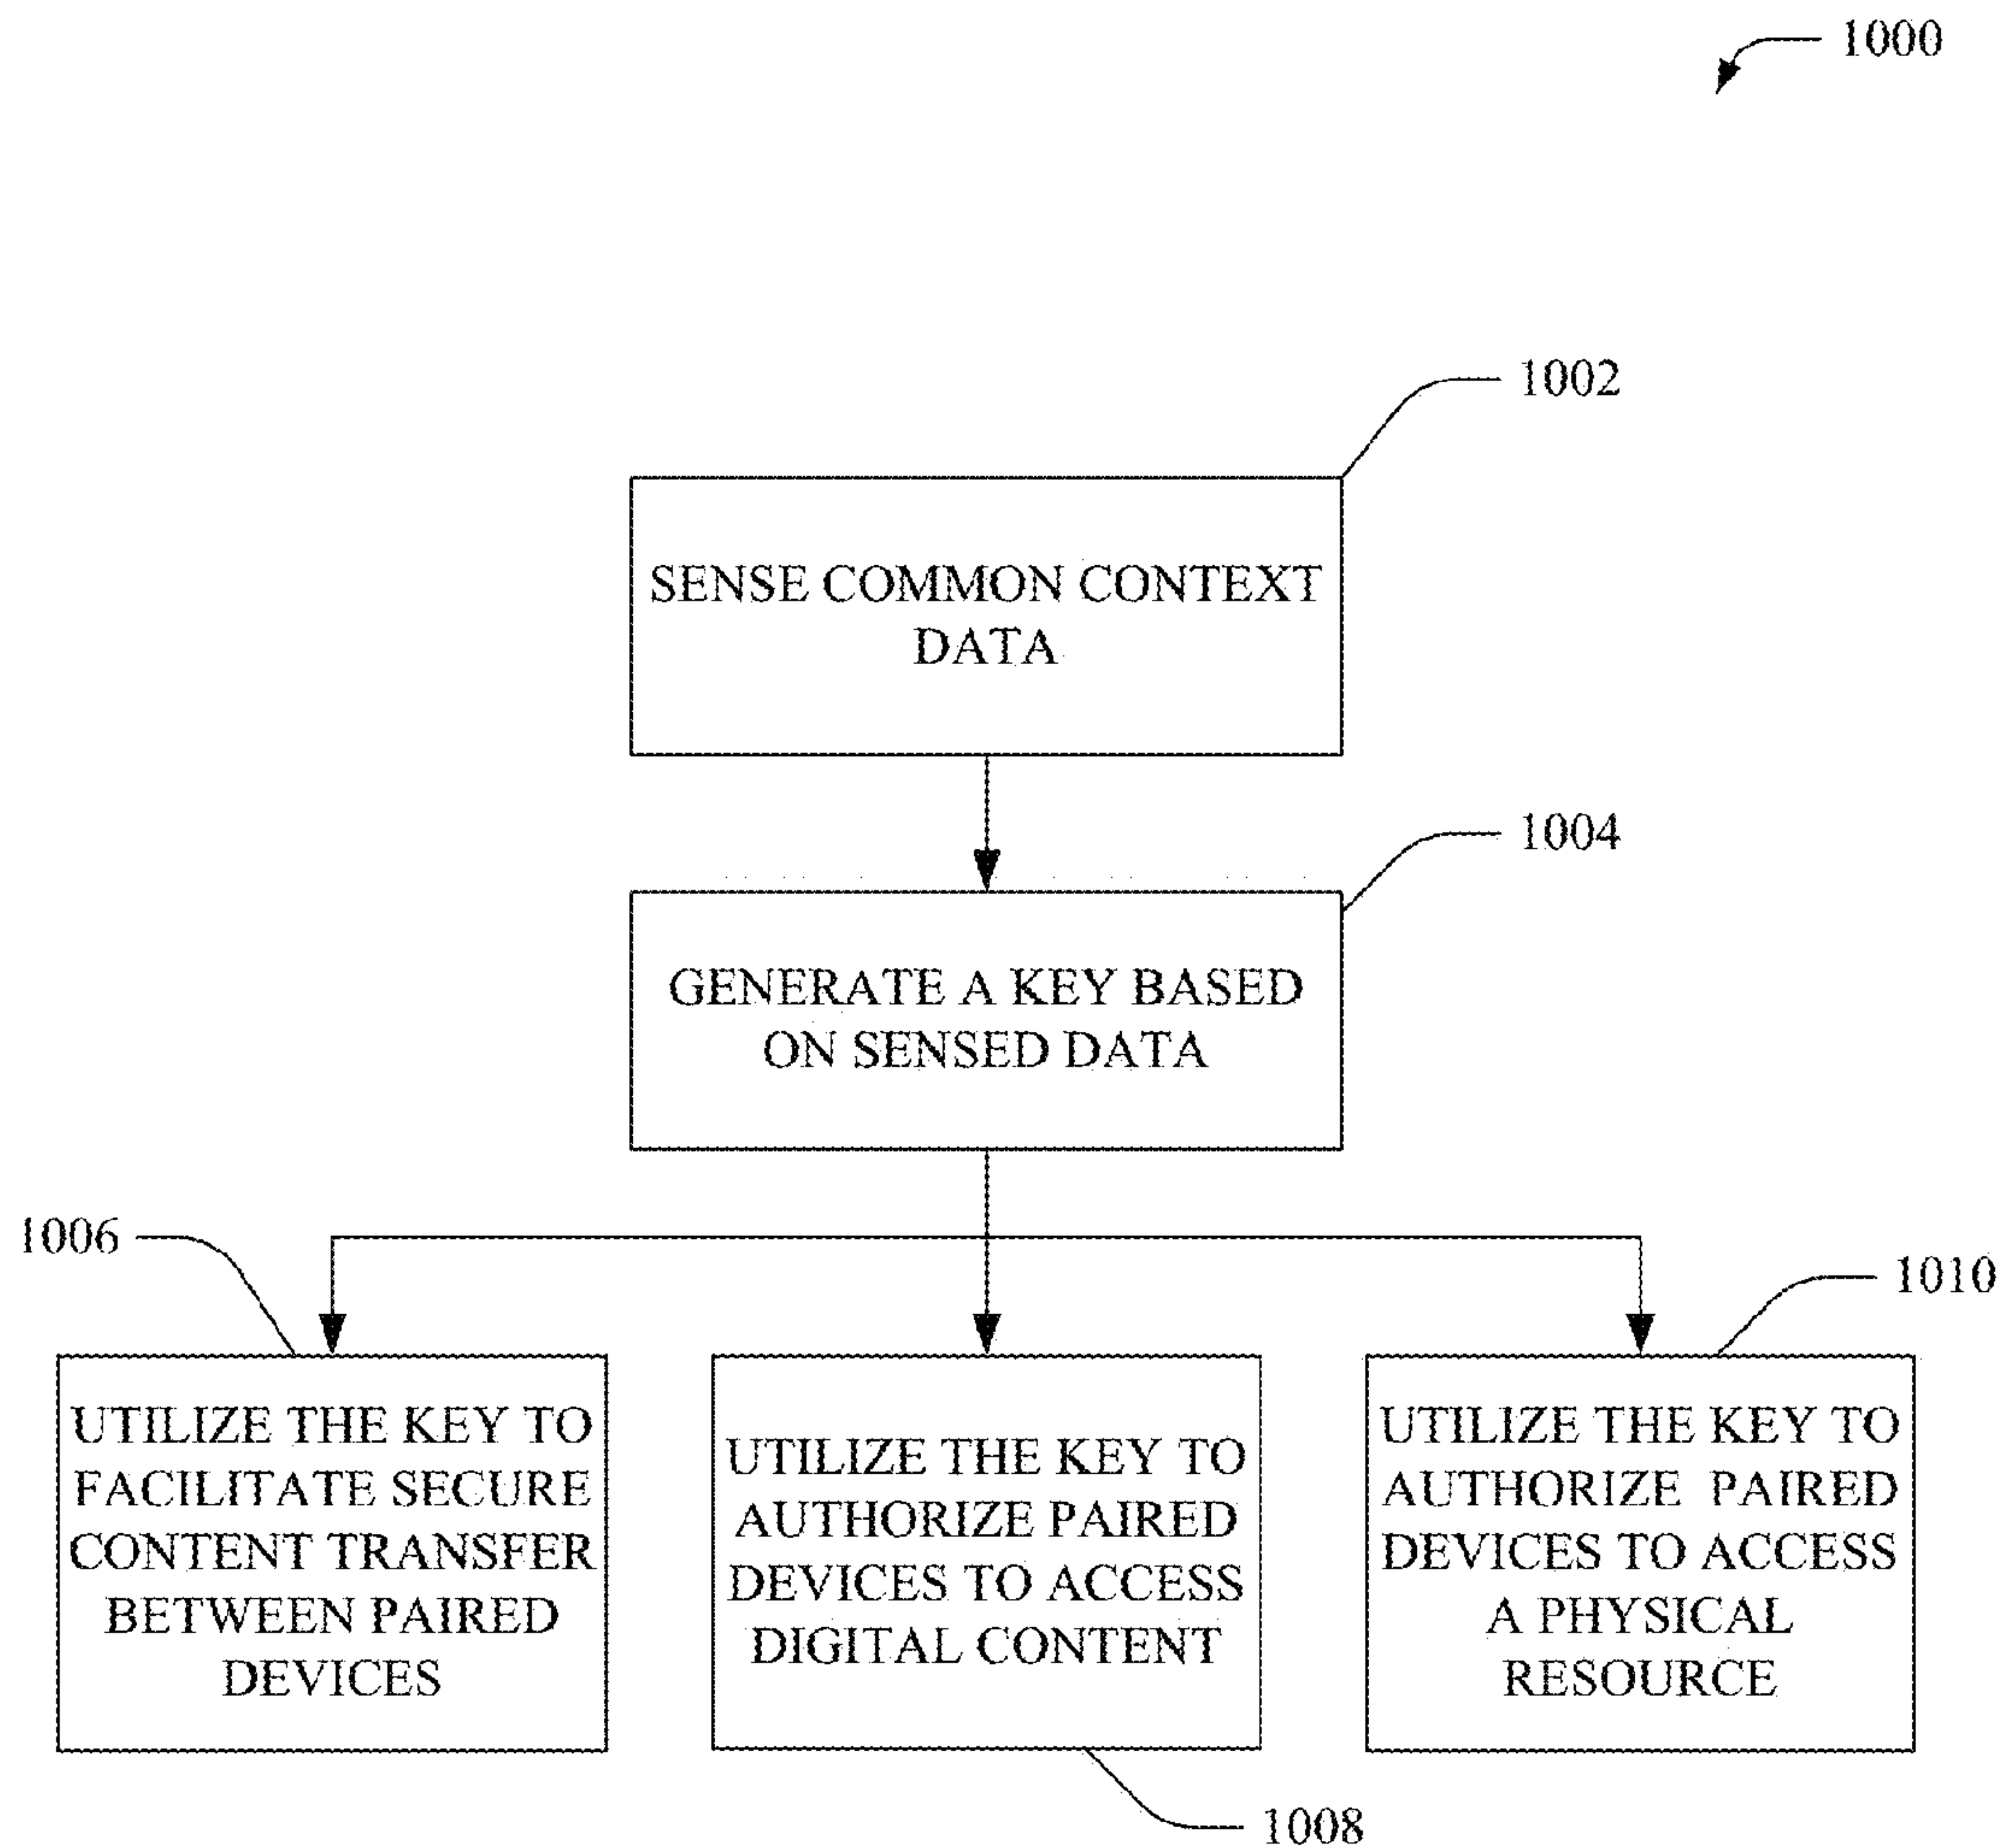 1000
1002
SENSE COMMON CONTEXT
DATA
1004
GENERATE A KEY BASED
ON SENSED DATA
1006
1010
UTILIZE THE KEY TO
FACILITATE SECURE
CONTENT TRANSFER
BETWEEN PAIRED
DEVICES
UTILIZE THE KEY TO
AUTHORIZE PAIRED
DEVICES TO ACCESS
DIGITAL CONTENT
UTILIZE THE KEY TO
AUTHORIZE PAIRED
DEVICES TO ACCESS
A PHYSICAL
RESOURCE
1008